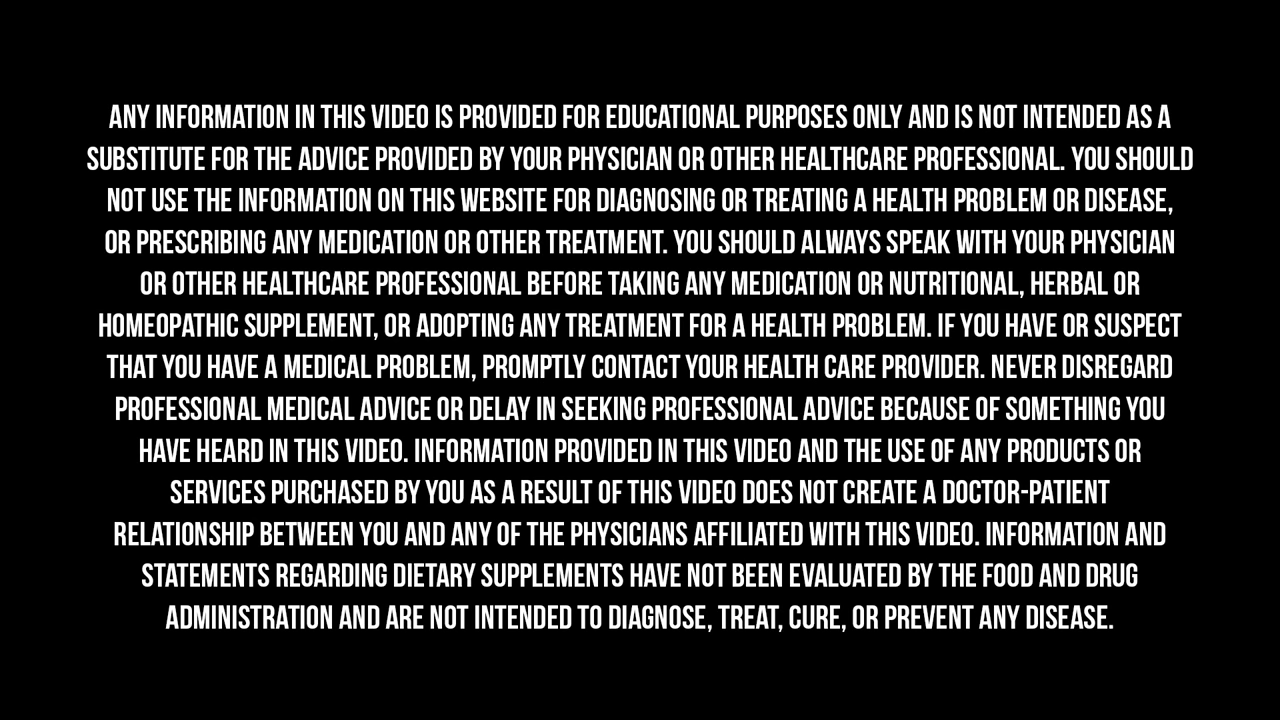 ANY INFORMATION IN THIS VIDEO IS PROVIDED FOR EDUCATIONAL PURPOSES ONLY AND IS NOT INTENDED AS A
SUBSTITUTE FOR THE ADVICE PROVIDED BY YOUR PHYSICIAN OR OTHER HEALTHCARE PROFESSIONAL. YOU SHOULD
NOT USE THE INFORMATION ON THIS WEBSITE FOR DIAGNOSING OR TREATING A HEALTH PROBLEM OR DISEASE,
OR PRESCRIBING ANY MEDICATION OR OTHER TREATMENT. YOU SHOULD ALWAYS SPEAK WITH YOUR PHYSICIAN
OR OTHER HEALTHCARE PROFESSIONAL BEFORE TAKING ANY MEDICATION OR NUTRITIONAL, HERBAL OR
HOMEOPATHIC SUPPLEMENT, OR ADOPTING ANY TREATMENT FOR A HEALTH PROBLEM. IF YOU HAVE OR SUSPECT
THAT YOU HAVE A MEDICAL PROBLEM, PROMPTLY CONTACT YOUR HEALTH CARE PROVIDER. NEVER DISREGARD
PROFESSIONAL MEDICAL ADVICE OR DELAY IN SEEKING PROFESSIONAL ADVICE BECAUSE OF SOMETHING YOU
HAVE HEARD IN THIS VIDEO. INFORMATION PROVIDED IN THIS VIDEO AND THE USE OF ANY PRODUCTS OR
SERVICES PURCHASED BY YOU AS A RESULT OF THIS VIDEO DOES NOT CREATE A DOCTOR-PATIENT
RELATIONSHIP BETWEEN YOU AND ANY OF THE PHYSICIANS AFFILIATED WITH THIS VIDEO. INFORMATION AND
STATEMENTS REGARDING DIETARY SUPPLEMENTS HAVE NOT BEEN EVALUATED BY THE FOOD AND DRUG
ADMINISTRATION AND ARE NOT INTENDED TO DIAGNOSE, TREAT, CURE, OR PREVENT ANY DISEASE.